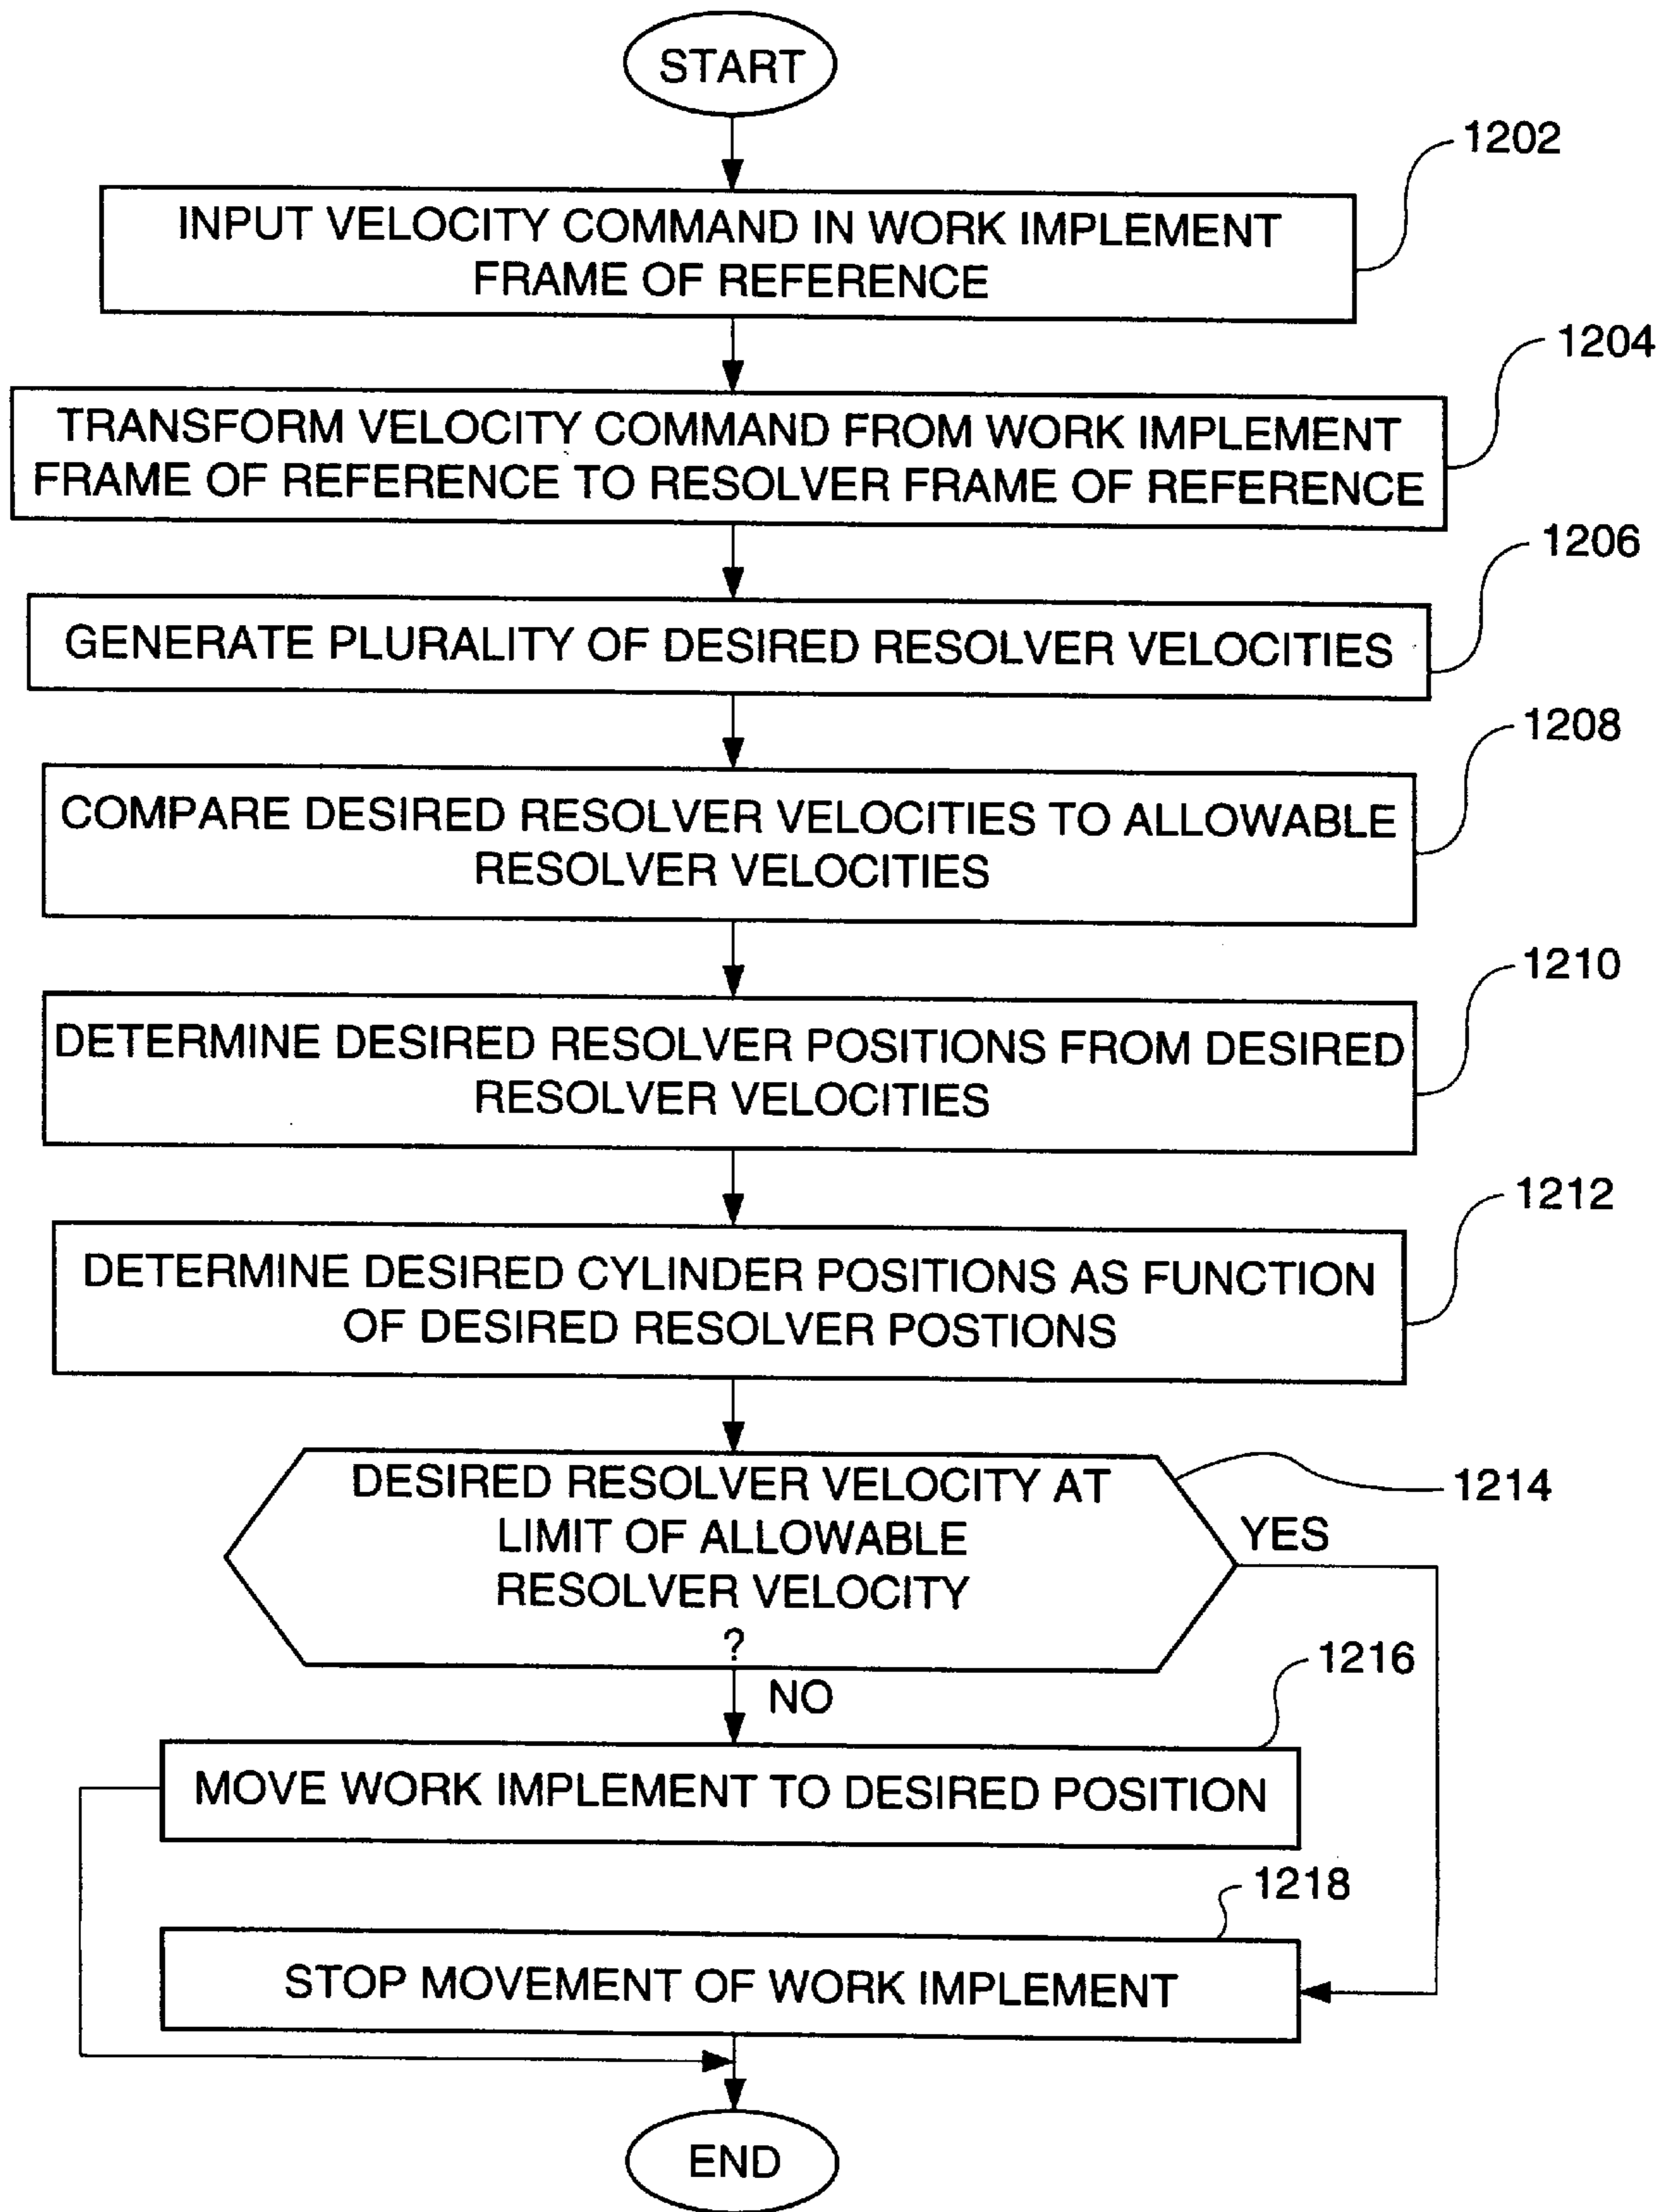 START
1202
INPUT VELOCITY COMMAND IN WORK IMPLEMENT
FRAME OF REFERENCE
1204
TRANSFORM VELOCITY COMMAND FROM WORK IMPLEMENT
FRAME OF REFERENCE TO RESOLVER FRAME OF REFERENCE
1206
GENERATE PLURALITY OF DESIRED RESOLVER VELOCITIES
1208
COMPARE DESIRED RESOLVER VELOCITIES TO ALLOWABLE
RESOLVER VELOCITIES
1210
DETERMINE DESIRED RESOLVER POSITIONS FROM DESIRED
RESOLVER VELOCITIES
1212
DETERMINE DESIRED CYLINDER POSITIONS AS FUNCTION
OF DESIRED RESOLVER POSTIONS
1214
DESIRED RESOLVER VELOCITY AT
LIMIT OF ALLOWABLE
RESOLVER VELOCITY
?
YES
NO
1216
MOVE WORK IMPLEMENT TO DESIRED POSITION
1218
STOP MOVEMENT OF WORK IMPLEMENT
END